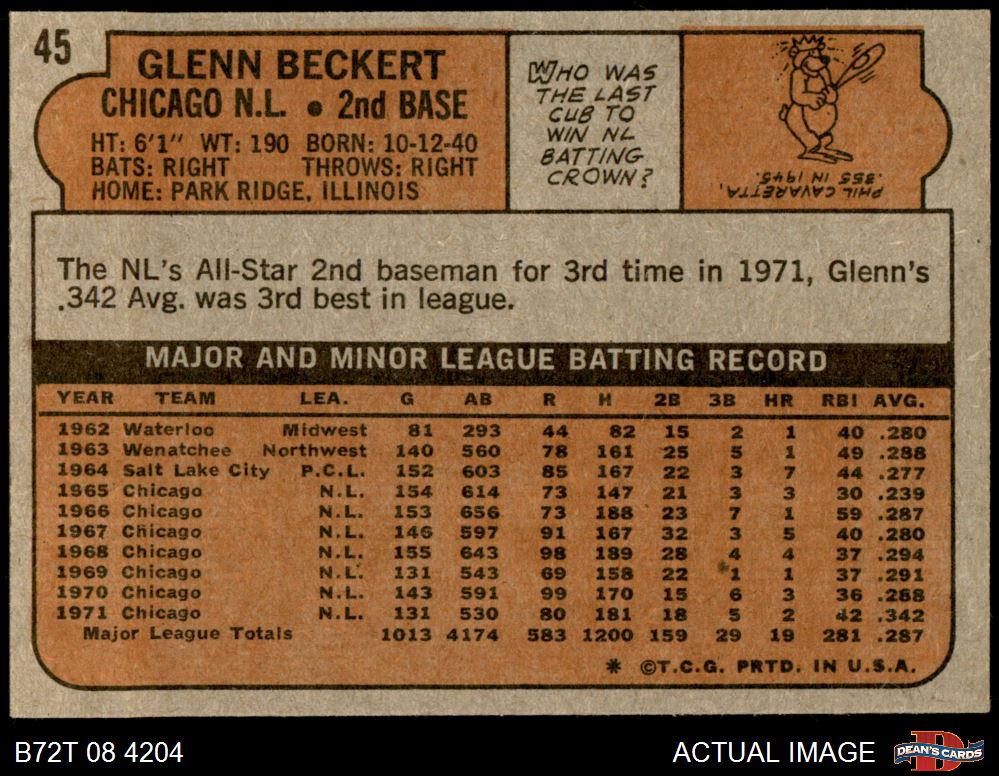 45
GLENN BECKERT
CHICAGO N.L. • 2nd BASE
HT: 6'1" WT: 190 BORN: 10-12-40
BATS: RIGHT THROWS: RIGHT
HOME: PARK RIDGE, ILLINOIS
WHO WAS
THE LAST
CUB TO
WIN NL
BATTING
CROWN?
PHIL CAVARETTA,
.355 IN 1945.
The NL's All-Star 2nd baseman for 3rd time in 1971, Glenn's
.342 Avg. was 3rd best in league.
MAJOR AND MINOR LEAGUE BATTING RECORD
YEAR TEAM LEA. G AB R H 2B 3B HR RBI AVG.
1962 Waterloo Midwest 81 293 44 82 15 2 1 40 .280
1963 Wenatchee Northwest 140 560 78 161 25 5 1 49 .288
1964 Salt Lake City P.C.L. 152 603 85 167 22 3 7 44 .277
1965 Chicago N.L. 154 614 73 147 21 3 3 30 .239
1966 Chicago N.L. 153 656 73 188 23 7 1 59 .287
1967 Chicago N.L. 146 597 91 167 32 3 5 40 .280
1968 Chicago N.L. 155 643 98 189 28 4 4 37 .294
1969 Chicago N.L. 131 543 69 158 22 1 1 37 .291
1970 Chicago N.L. 143 591 99 170 15 6 3 36 .288
1971 Chicago N.L. 131 530 80 181 18 5 2 42 .342
Major League Totals 1013 4174 583 1200 159 29 19 281 .287
* ©T.C.G. PRTD. IN U.S.A.
B72T 08 4204
ACTUAL IMAGE
D
DEAN'S CARDS